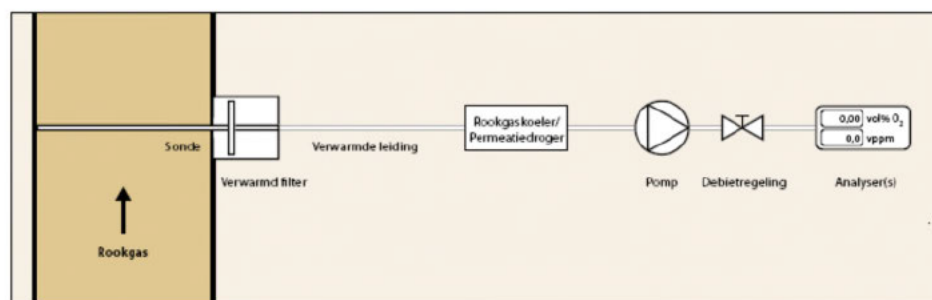 Rookgaskoeler/
Permeatiedroger
0,00 vol% O₂
0,0 vppm
Sonde
Verwarmde leiding
Verwarmd filter
Pomp
Debietregeling
Analyser(s)
Rookgas